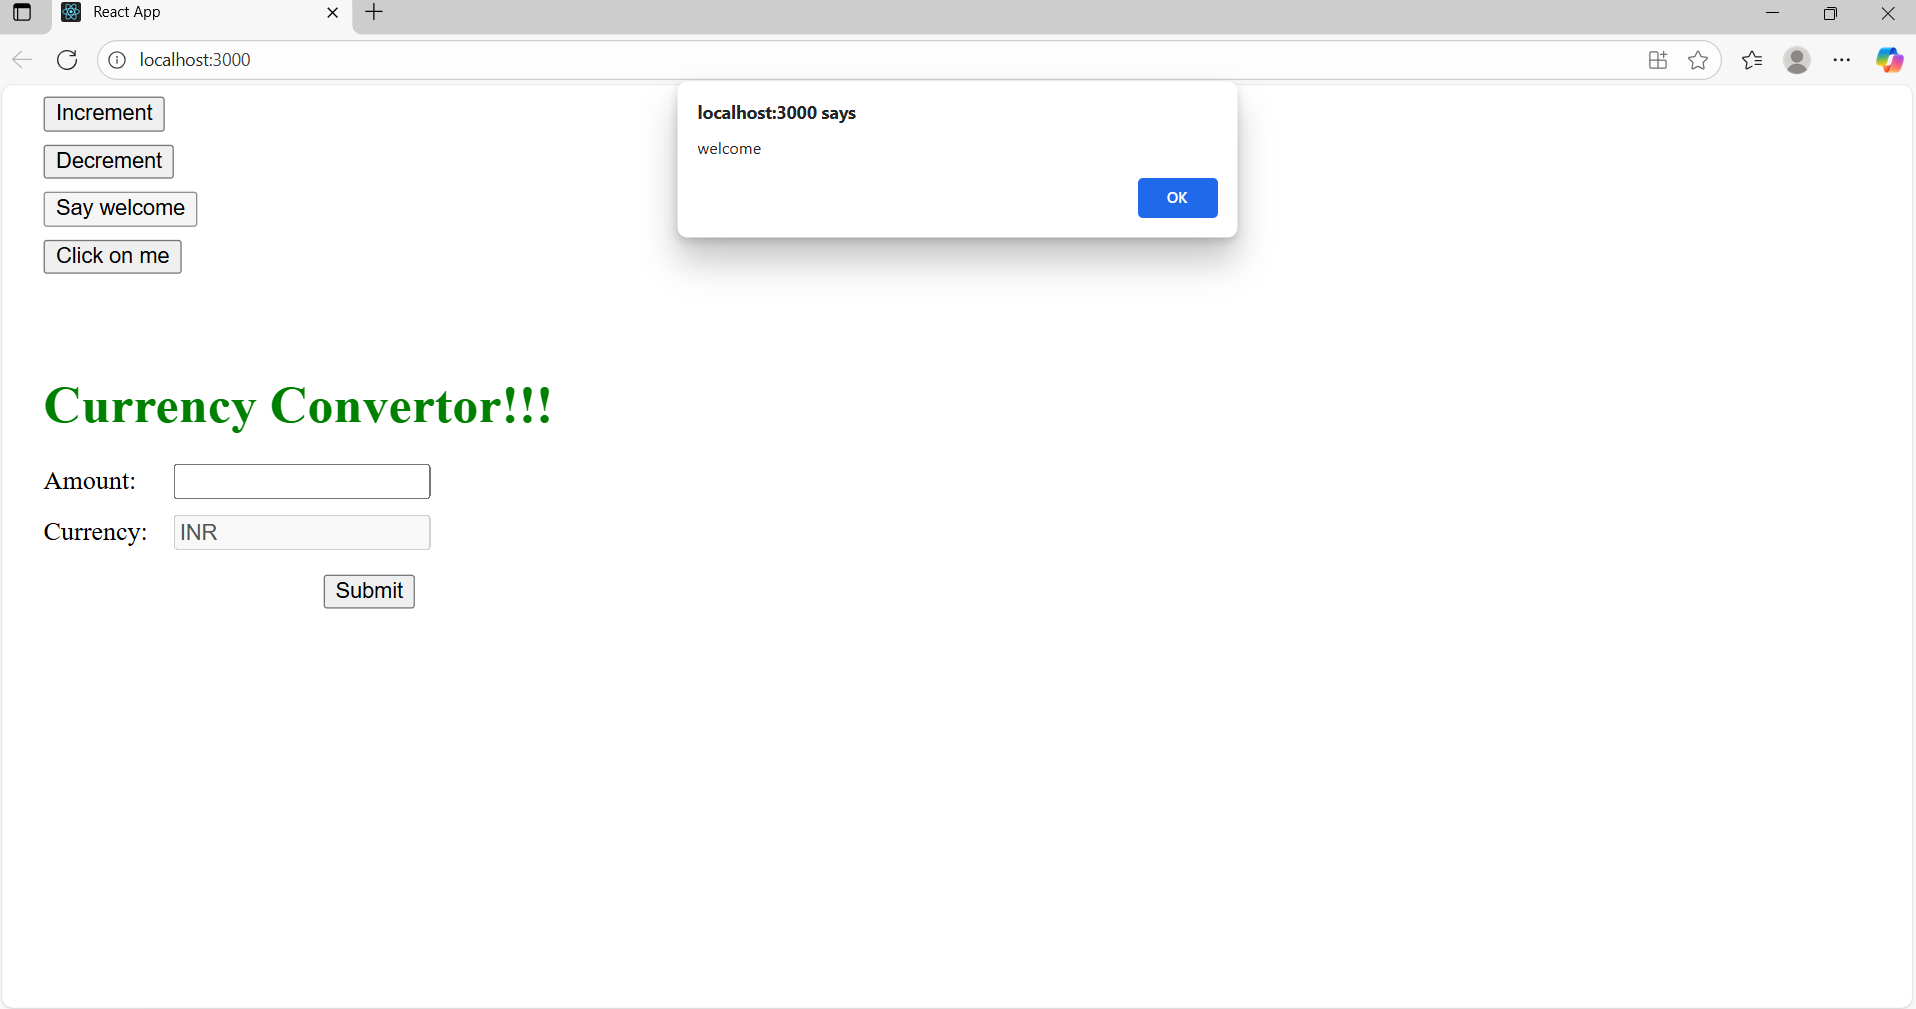 React App
localhost:3000
localhost:3000 says
welcome
OK
Increment
Decrement
Say welcome
Click on me
Currency Convertor!!!
Amount:
Currency: INR
Submit